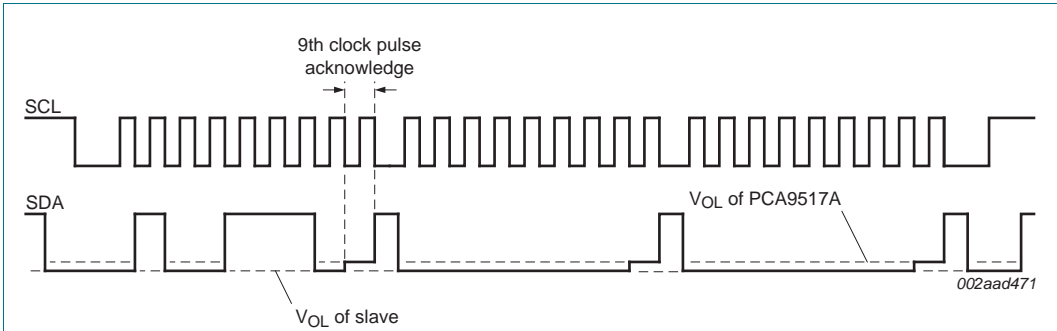 9th clock pulse
acknowledge
SCL
SDA
VOL of PCA9517A
002aad471
VOL of slave